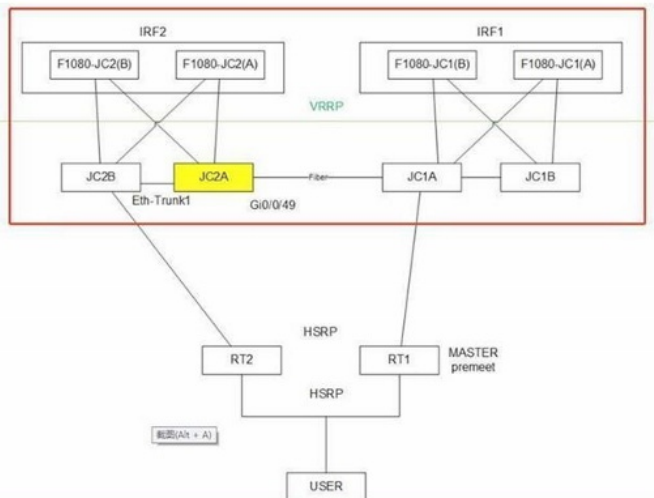 IRF2
IRF1
F1080-JC2(B)
F1080-JC2(A)
F1080-JC1(B)
F1080-JC1(A)
VRRP
JC2B
JC2A
Fiber
JC1A
JC1B
Eth-Trunk1
Gi0/0/49
HSRP
RT2
RT1
MASTER
premeet
HSRP
截图(Alt + A)
USER